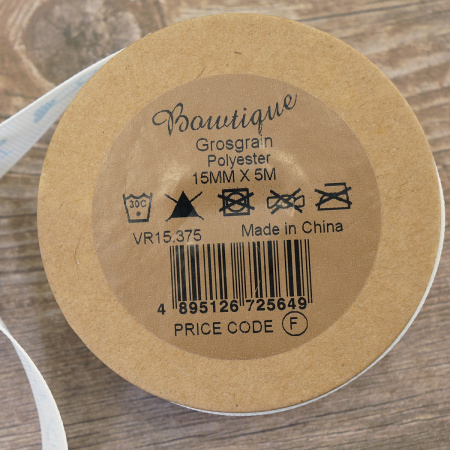 Bowtique
Grosgrain
Polyester
15MM X 5M
30C
VR15.375 Made in China
4 895126 725649
PRICE CODE F